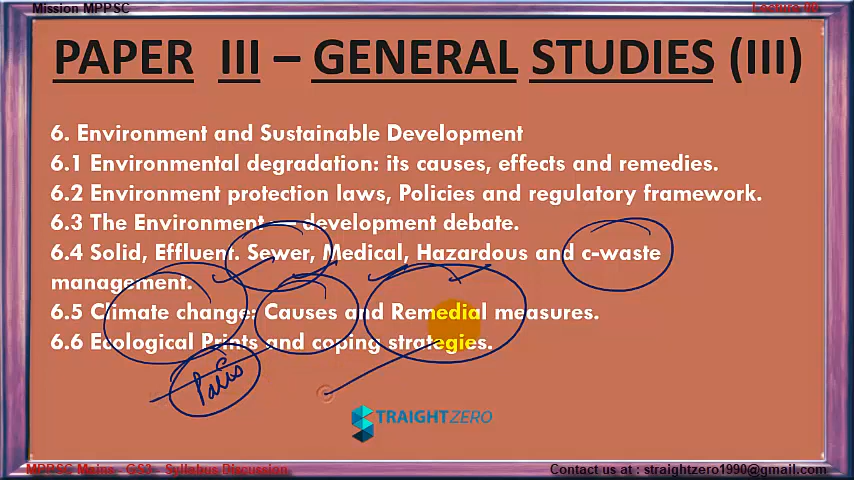 Mission MPPSC
Lecture 09
PAPER III – GENERAL STUDIES (III)
6. Environment and Sustainable Development
6.1 Environmental degradation: its causes, effects and remedies.
6.2 Environment protection laws, Policies and regulatory framework.
6.3 The Environment — development debate.
6.4 Solid, Effluent. Sewer, Medical, Hazardous and c-waste
management.
6.5 Climate change: Causes and Remedial measures.
6.6 Ecological Prints and coping strategies.
Paris
TRAIGHTZERO
MPPSC Mains - GS3 - Syllabus Discussion
Contact us at : straightzero1990@gmail.com